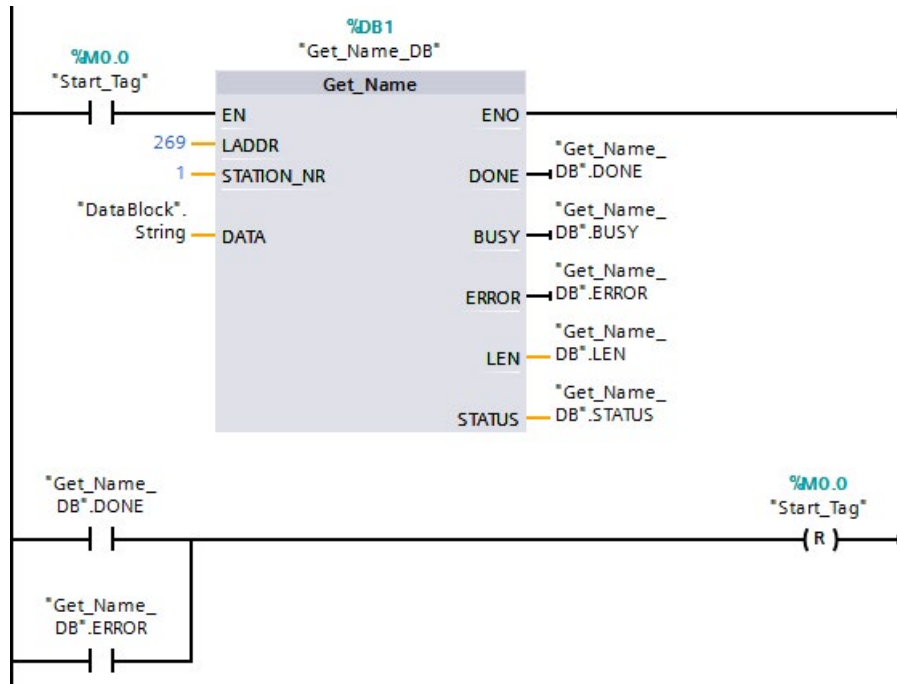 %DB1
"Get_Name_DB"
%M0.0
"Start_Tag"
Get_Name
EN
ENO
269
LADDR
1
STATION_NR
"DataBlock".
String
DATA
DONE
"Get_Name_
DB".DONE
BUSY
"Get_Name_
DB".BUSY
ERROR
"Get_Name_
DB".ERROR
LEN
"Get_Name_
DB".LEN
STATUS
"Get_Name_
DB".STATUS
"Get_Name_
DB".DONE
%M0.0
"Start_Tag"
R
"Get_Name_
DB".ERROR